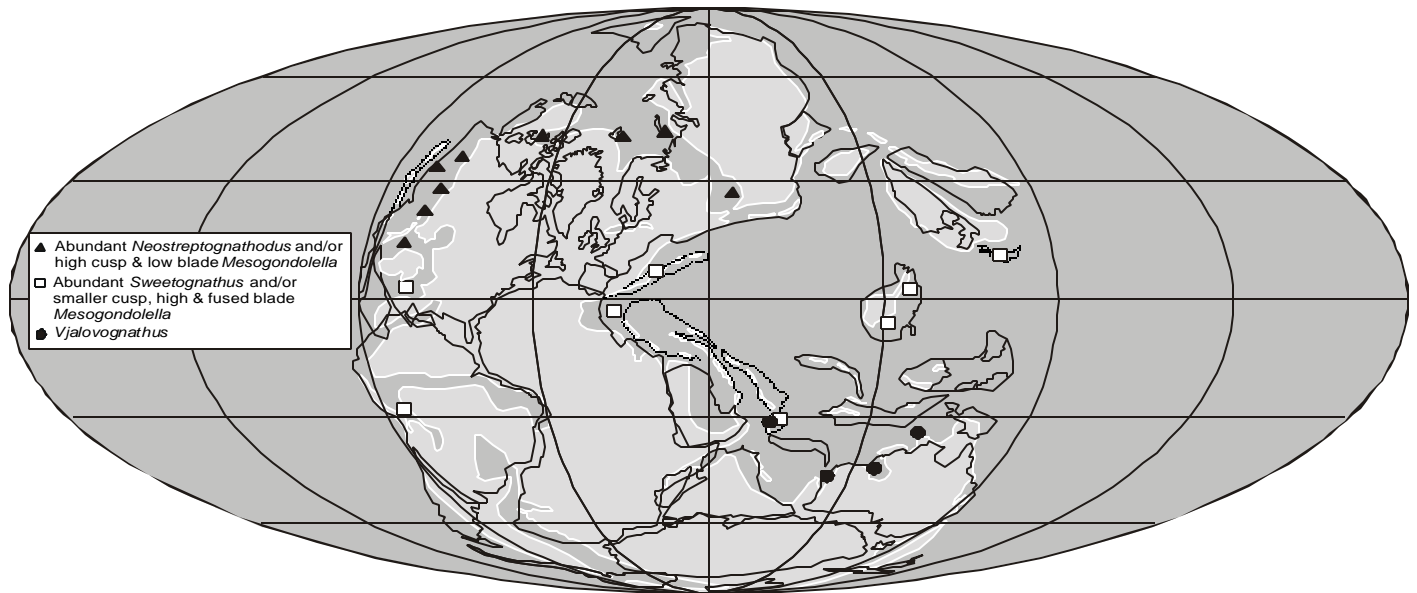 Abundant Neostreptognathodus and/or
high cusp & low blade Mesogondolella
Abundant Sweetognathus and/or
smaller cusp, high & fused blade
Mesogondolella
Vjalovognathus